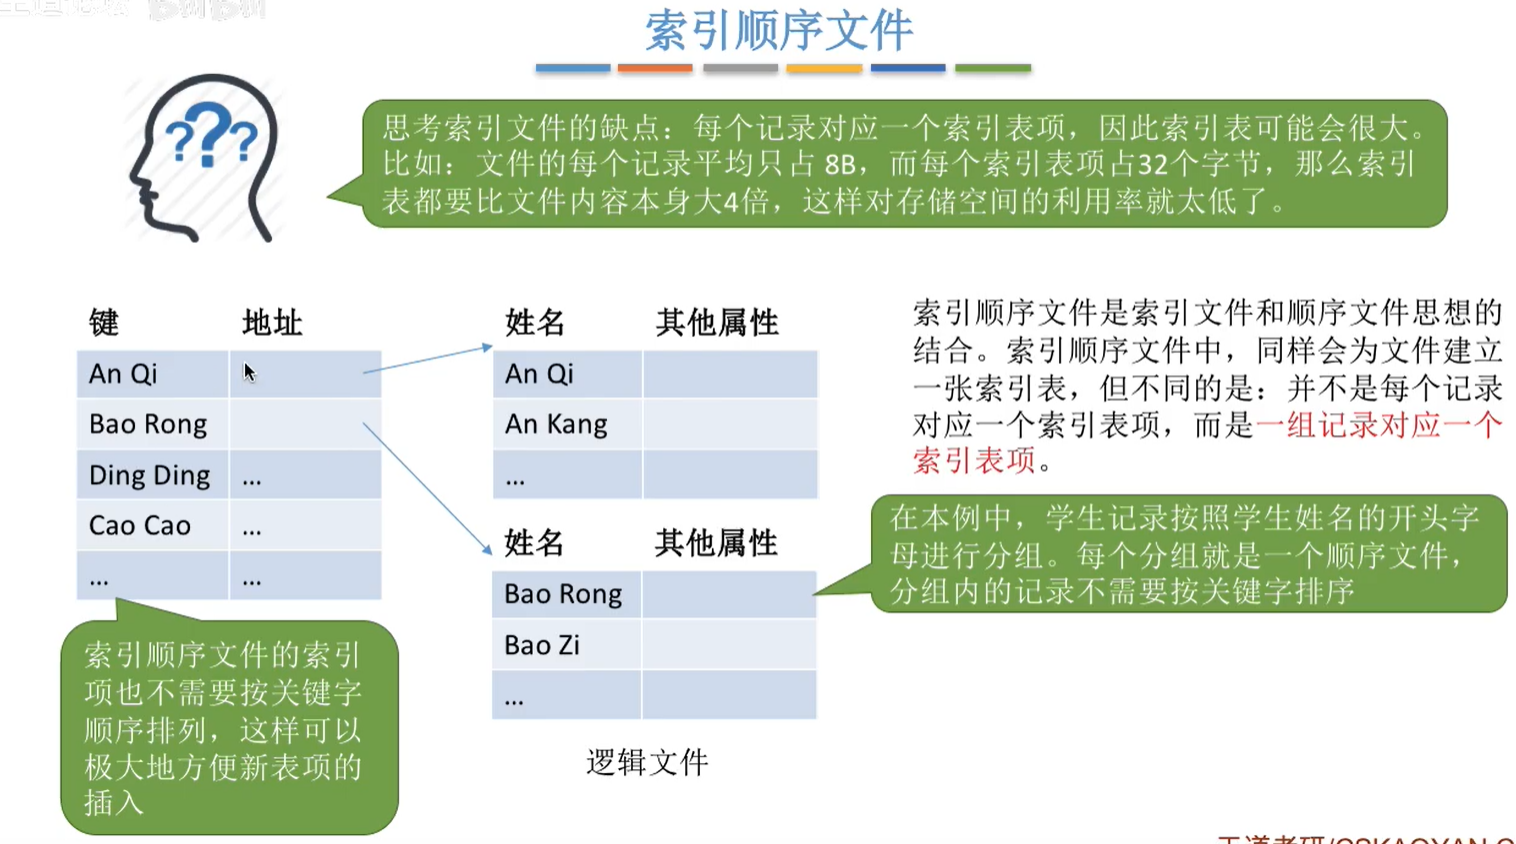 索引顺序文件
???
思考索引文件的缺点：每个记录对应一个索引表项，因此索引表可能会很大。
比如：文件的每个记录平均只占 8B，而每个索引表项占32个字节，那么索引
表都要比文件内容本身大4倍，这样对存储空间的利用率就太低了。
键 地址
An Qi
Bao Rong
Ding Ding ...
Cao Cao ...
... ...
索引顺序文件的索引
项也不需要按关键字
顺序排列，这样可以
极大地方便新表项的
插入
姓名 其他属性
An Qi
An Kang
...
姓名 其他属性
Bao Rong
Bao Zi
...
逻辑文件
索引顺序文件是索引文件和顺序文件思想的
结合。索引顺序文件中，同样会为文件建立
一张索引表，但不同的是：并不是每个记录
对应一个索引表项，而是一组记录对应一个
索引表项。
在本例中，学生记录按照学生姓名的开头字
母进行分组。每个分组就是一个顺序文件，
分组内的记录不需要按关键字排序